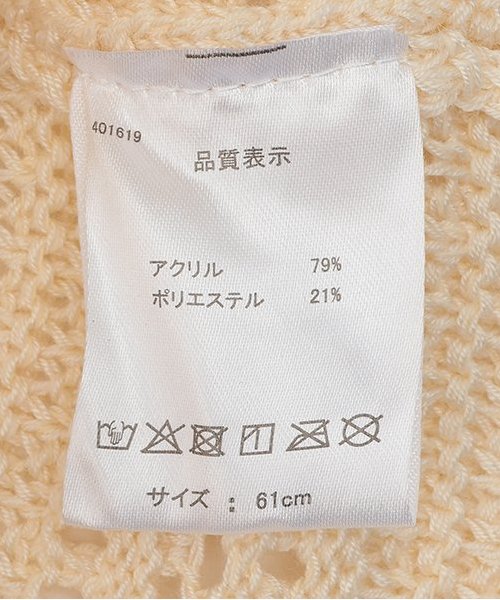 401619
品質表示
アクリル 79%
ポリエステル 21%
サイズ : 61cm